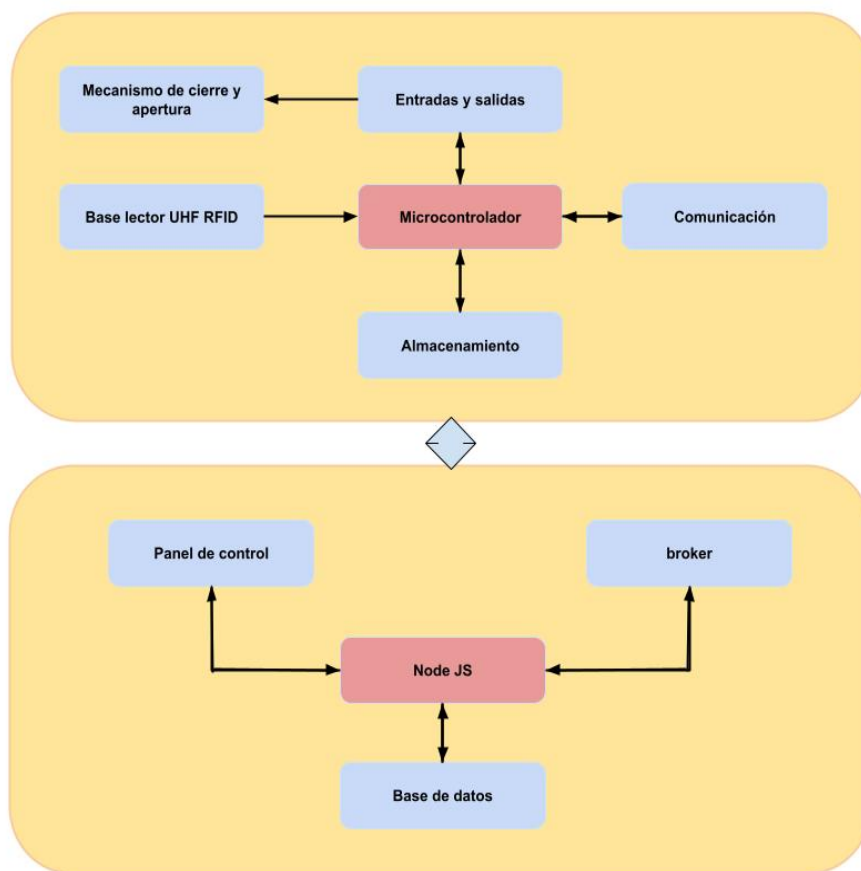 Mecanismo de cierre y
apertura
Entradas y salidas
Base lector UHF RFID
Microcontrolador
Comunicación
Almacenamiento
Panel de control
broker
Node JS
Base de datos